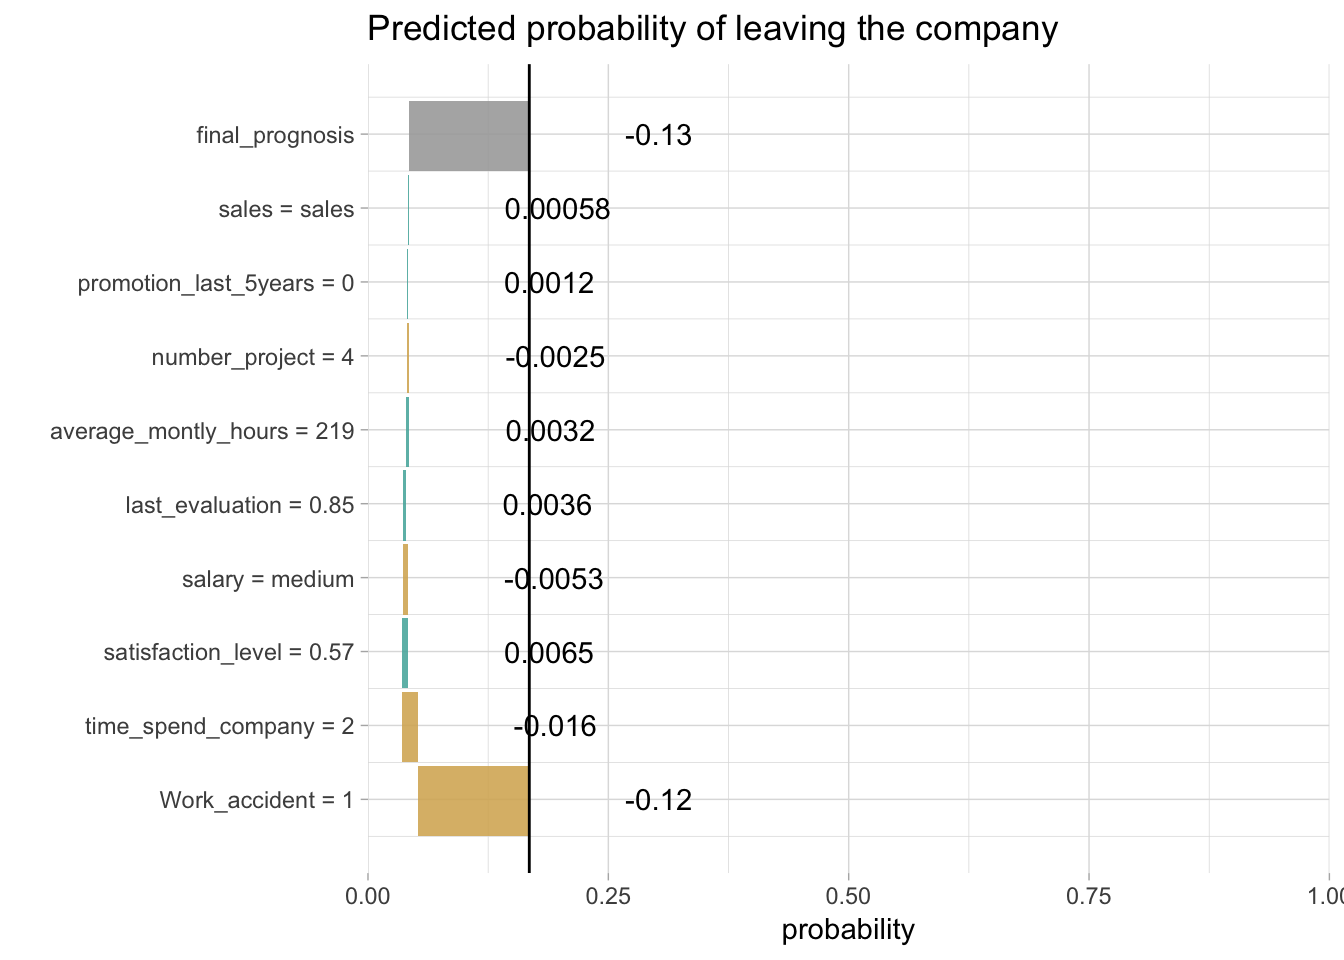 Predicted probability of leaving the company
final_prognosis -0.13
sales = sales 0.00058
promotion_last_5years = 0 0.0012
number_project = 4 -0.0025
average_montly_hours = 219 0.0032
last_evaluation = 0.85 0.0036
salary = medium -0.0053
satisfaction_level = 0.57 0.0065
time_spend_company = 2 -0.016
Work_accident = 1 -0.12
0.00 0.25 0.50 0.75 1.00
probability